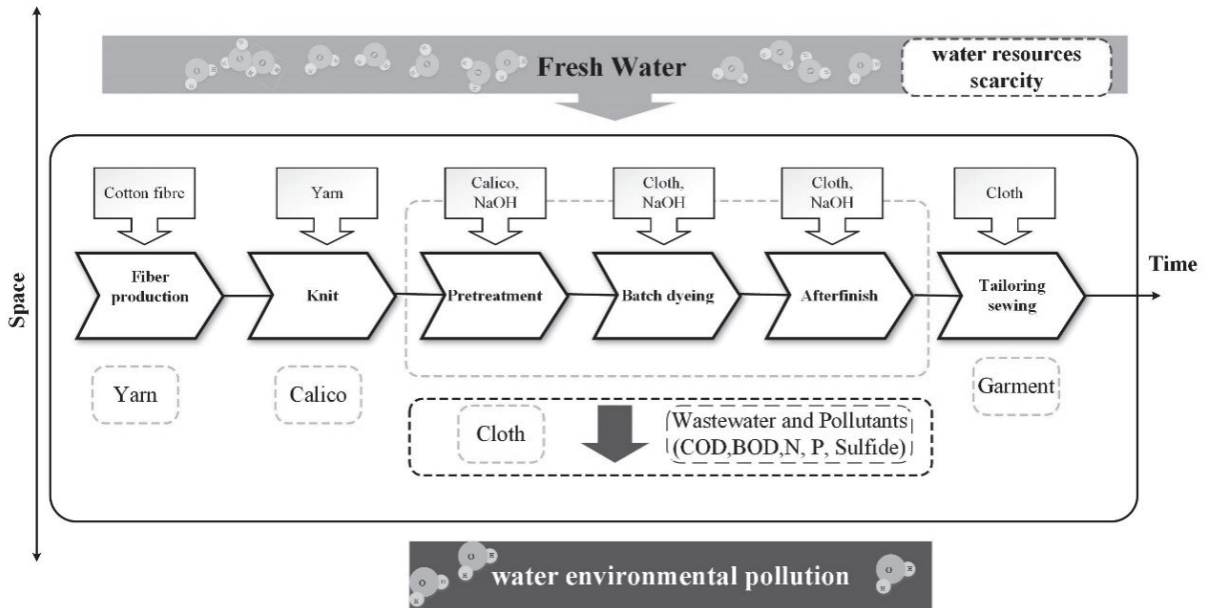 Fresh Water
water resources
scarcity
Space
Cotton fibre
Yarn
Calico,
NaOH
Cloth,
NaOH
Cloth,
NaOH
Cloth
Fiber
production
Knit
Pretreatment
Batch dyeing
Afterfinish
Tailoring
sewing
Time
Yarn
Calico
Garment
Cloth
Wastewater and Pollutants
(COD,BOD,N, P, Sulfide)
water environmental pollution